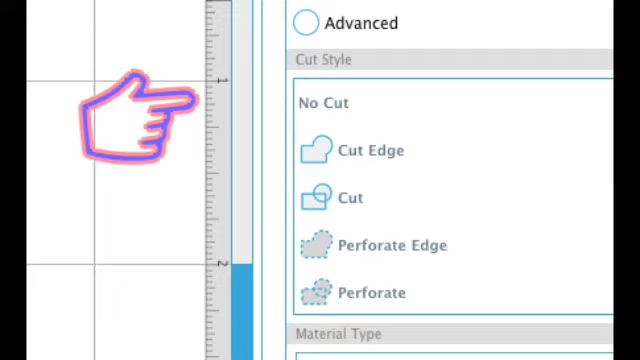 Advanced
Cut Style
1
No Cut
Cut Edge
Cut
Perforate Edge
2
Perforate
Material Type